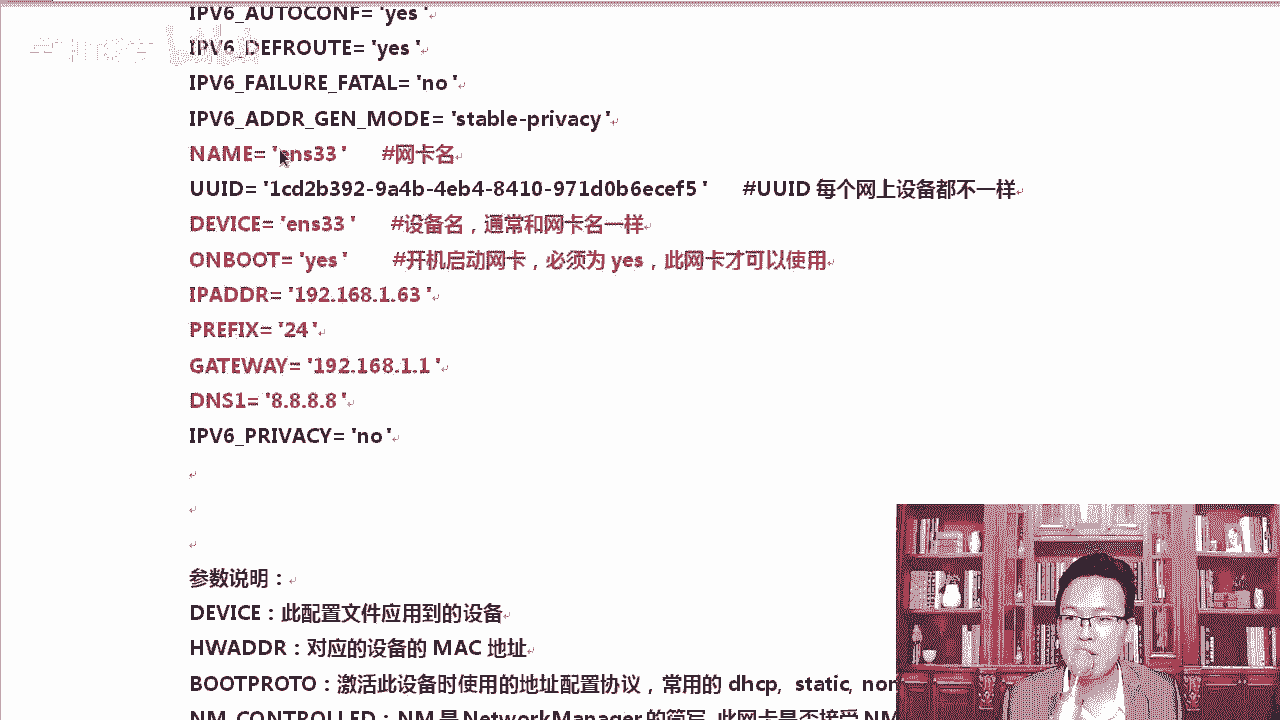 IPV6_AUTOCONF= 'yes '
IPV6_DEFROUTE= 'yes '
IPV6_FAILURE_FATAL= 'no '
IPV6_ADDR_GEN_MODE= 'stable-privacy '
NAME= 'ens33 ' #网卡名
UUID= '1cd2b392-9a4b-4eb4-8410-971d0b6ecef5 ' #UUID 每个网上设备都不一样
DEVICE= 'ens33 ' #设备名，通常和网卡名一样
ONBOOT= 'yes ' #开机启动网卡，必须为 yes，此网卡才可以使用
IPADDR= '192.168.1.63 '
PREFIX= '24 '
GATEWAY= '192.168.1.1 '
DNS1= '8.8.8.8 '
IPV6_PRIVACY= 'no '
参数说明：
DEVICE：此配置文件应用到的设备
HWADDR：对应的设备的 MAC 地址
BOOTPROTO：激活此设备时使用的地址配置协议，常用的 dhcp, static, non
NM_CONTROLLED：NM 是 NetworkManager 的简写 此网卡是否接受 NM